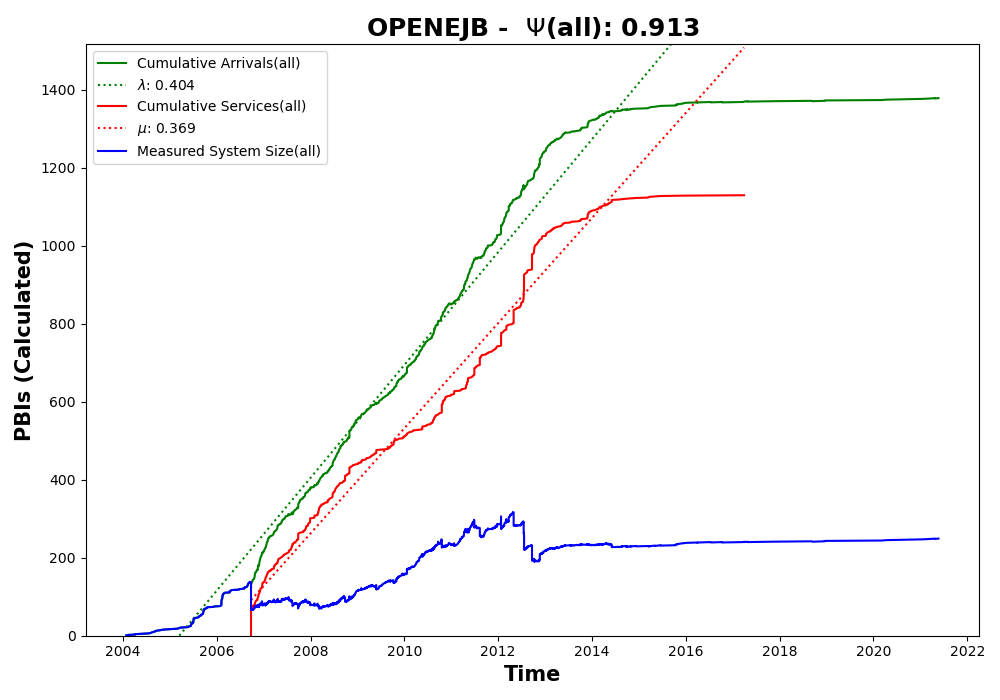 OPENEJB - Ψ(all): 0.913
Cumulative Arrivals(all)
λ: 0.404
Cumulative Services(all)
μ: 0.369
Measured System Size(all)
PBIs (Calculated)
1400
1200
1000
800
600
400
200
0
2004 2006 2008 2010 2012 2014 2016 2018 2020 2022
Time